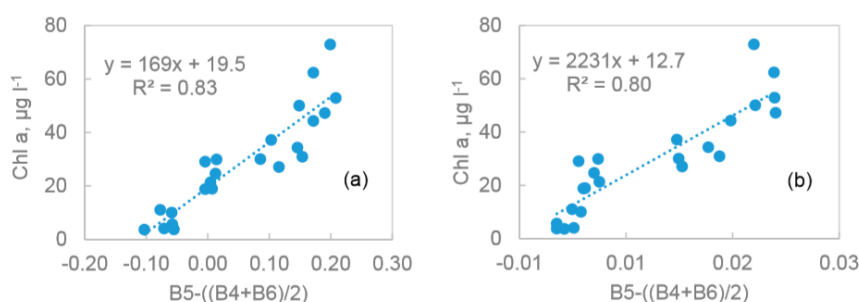 80
60
40
20
0
Chl a, µg l⁻¹
y = 169x + 19.5
R² = 0.83
(a)
-0.20 -0.10 0.00 0.10 0.20 0.30
B5-((B4+B6)/2)
80
60
40
20
0
Chl a, µg l⁻¹
y = 2231x + 12.7
R² = 0.80
(b)
-0.01 0.01 0.02 0.03
B5-((B4+B6)/2)